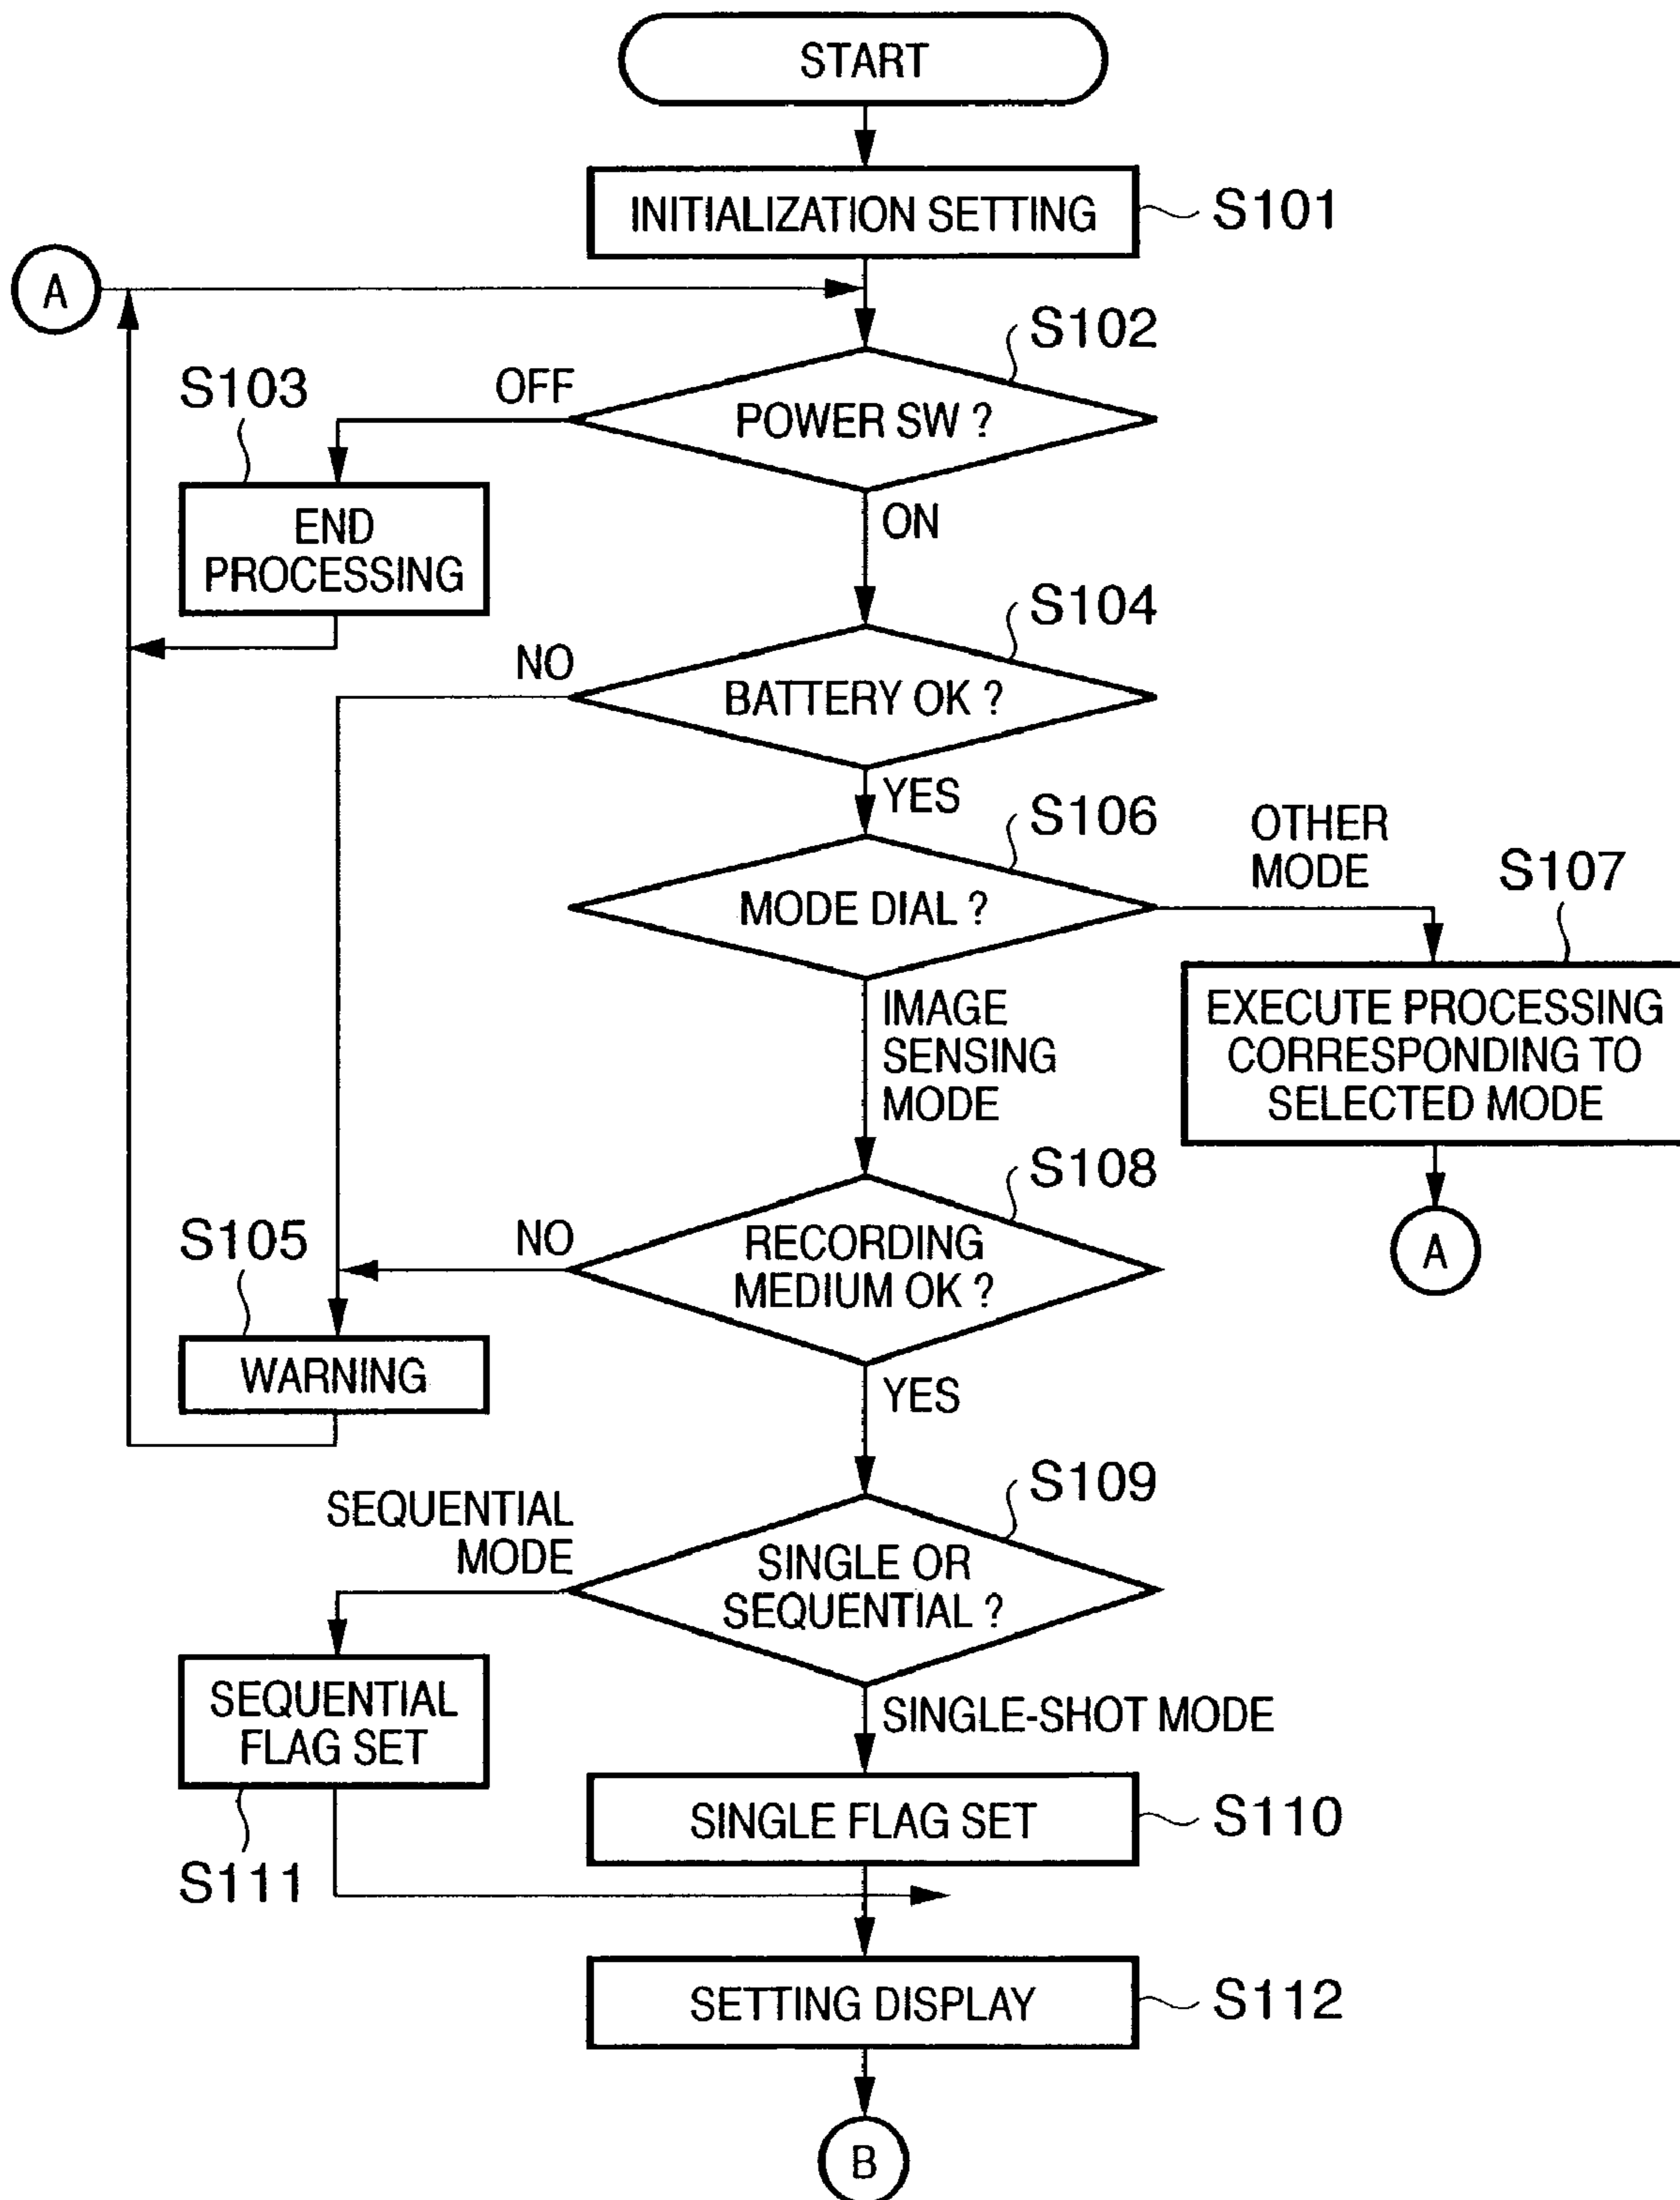 START
INITIALIZATION SETTING
S101
A
S102
POWER SW ?
OFF
S103
END
PROCESSING
ON
S104
BATTERY OK ?
NO
YES
S106
MODE DIAL ?
OTHER
MODE
S107
EXECUTE PROCESSING
CORRESPONDING TO
SELECTED MODE
A
IMAGE
SENSING
MODE
S108
RECORDING
MEDIUM OK ?
NO
S105
WARNING
YES
S109
SINGLE OR
SEQUENTIAL ?
SEQUENTIAL
MODE
SEQUENTIAL
FLAG SET
S111
SINGLE-SHOT MODE
SINGLE FLAG SET
S110
SETTING DISPLAY
S112
B